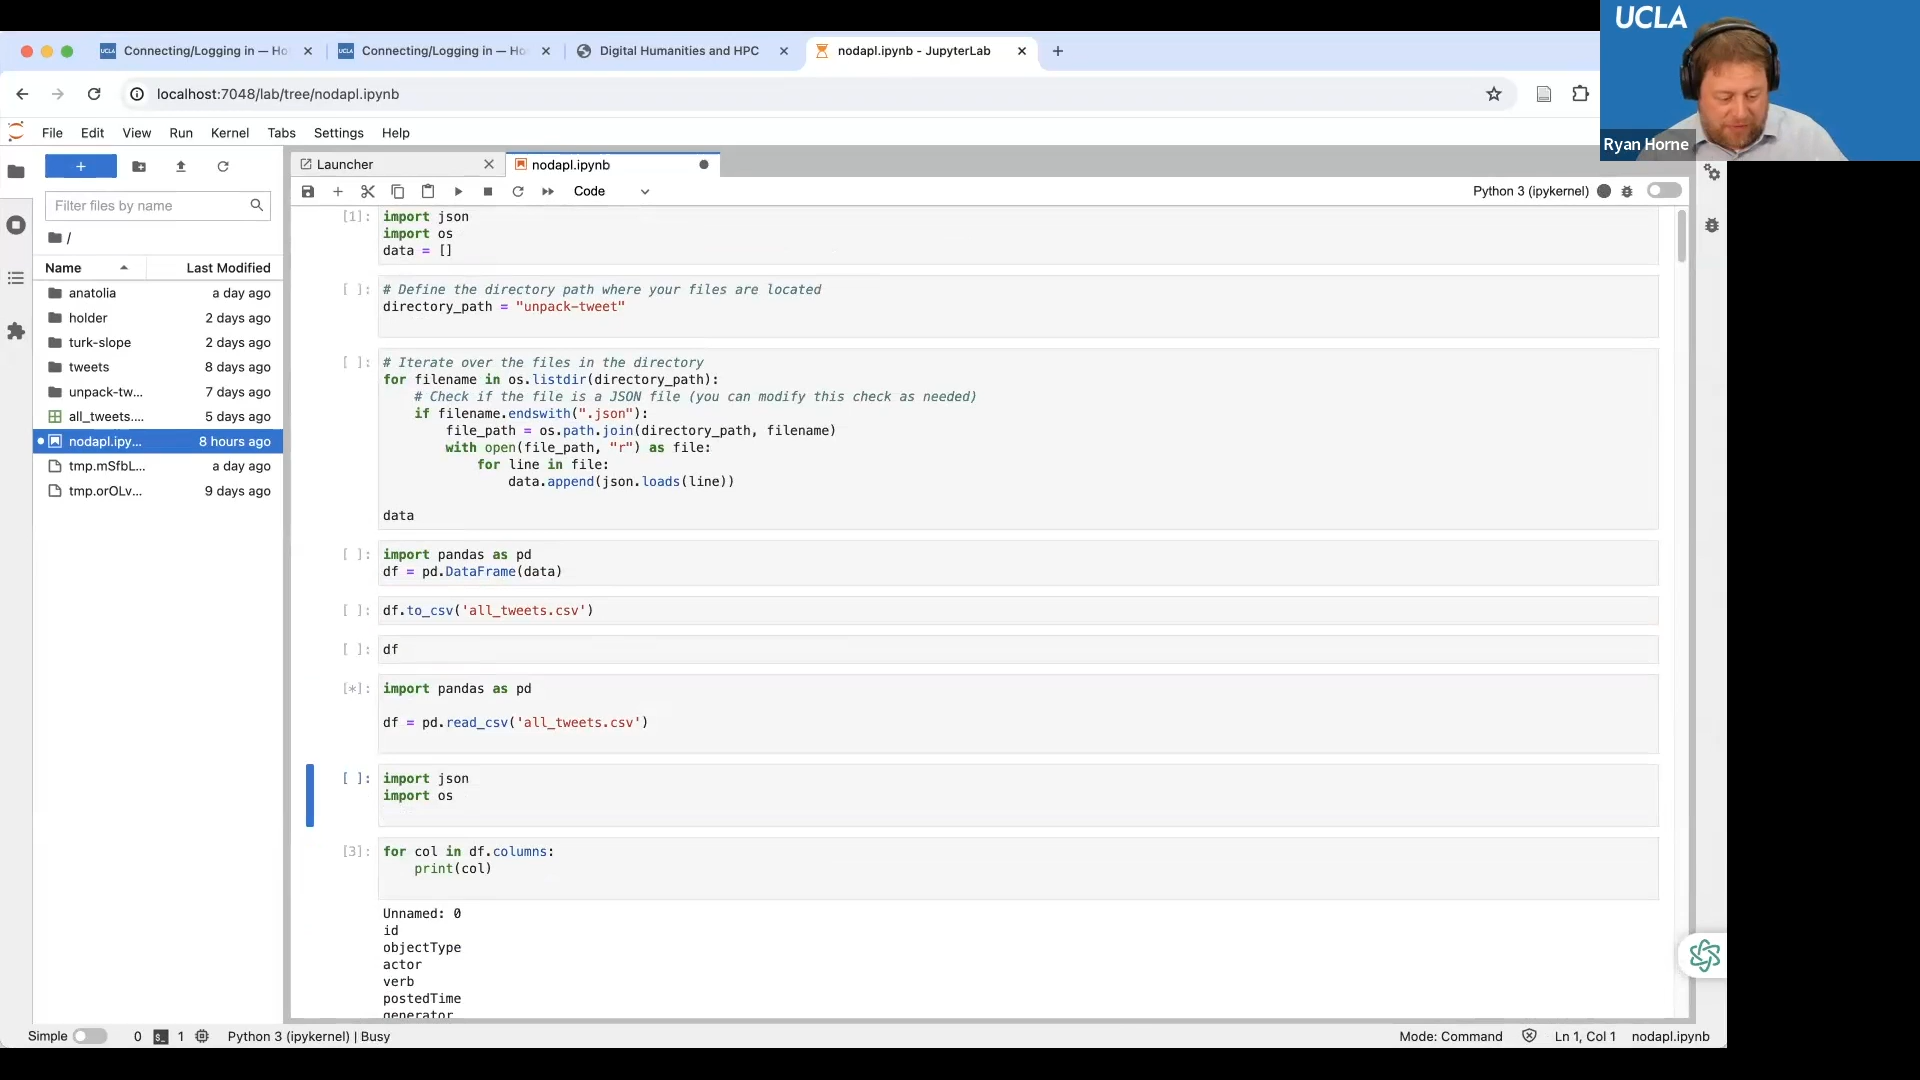 UCLA
Ryan Horne
Connecting/Logging in — Ho
Connecting/Logging in — Ho
Digital Humanities and HPC
nodapl.ipynb - JupyterLab
localhost:7048/lab/tree/nodapl.ipynb
File Edit View Run Kernel Tabs Settings Help
Launcher
nodapl.ipynb
Code
Python 3 (ipykernel)
Filter files by name
/
Name Last Modified
anatolia a day ago
holder 2 days ago
turk-slope 2 days ago
tweets 8 days ago
unpack-tw... 7 days ago
all_tweets.... 5 days ago
nodapl.ipy... 8 hours ago
tmp.mSfbL... a day ago
tmp.orOLv... 9 days ago
[1]: import json
import os
data = []
[ ]: # Define the directory path where your files are located
directory_path = "unpack-tweet"
[ ]: # Iterate over the files in the directory
for filename in os.listdir(directory_path):
# Check if the file is a JSON file (you can modify this check as needed)
if filename.endswith(".json"):
file_path = os.path.join(directory_path, filename)
with open(file_path, "r") as file:
for line in file:
data.append(json.loads(line))
data
[ ]: import pandas as pd
df = pd.DataFrame(data)
[ ]: df.to_csv('all_tweets.csv')
[ ]: df
[*]: import pandas as pd
df = pd.read_csv('all_tweets.csv')
[ ]: import json
import os
[3]: for col in df.columns:
print(col)
Unnamed: 0
id
objectType
actor
verb
postedTime
generator
Simple 0 1 Python 3 (ipykernel) | Busy
Mode: Command Ln 1, Col 1 nodapl.ipynb